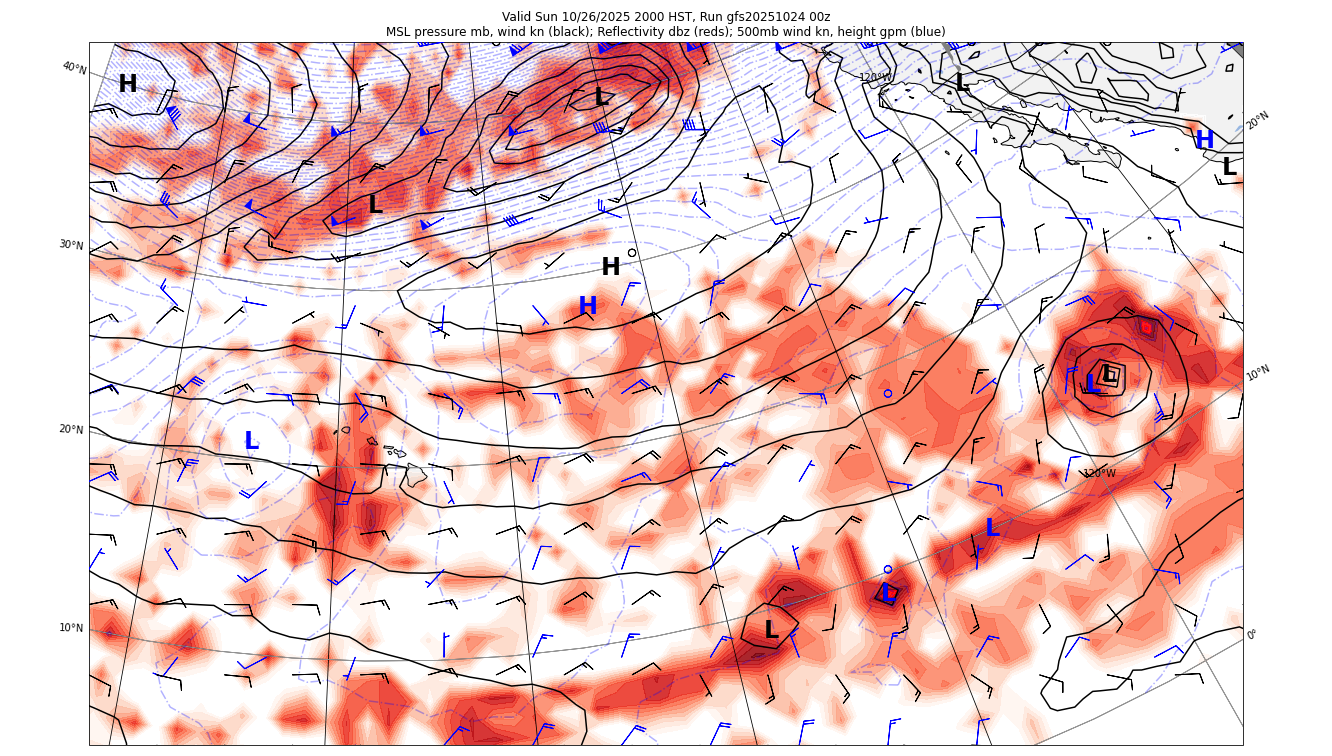 Valid Sun 10/26/2025 2000 HST, Run gfs20251024 00z
MSL pressure mb, wind kn (black); Reflectivity dbz (reds); 500mb wind kn, height gpm (blue)
40°N
120°W
L
H
L
20°N
H
L
L
30°N
H
H
10°N
L
L
20°N
L
120°W
L
L
10°N
L
0°